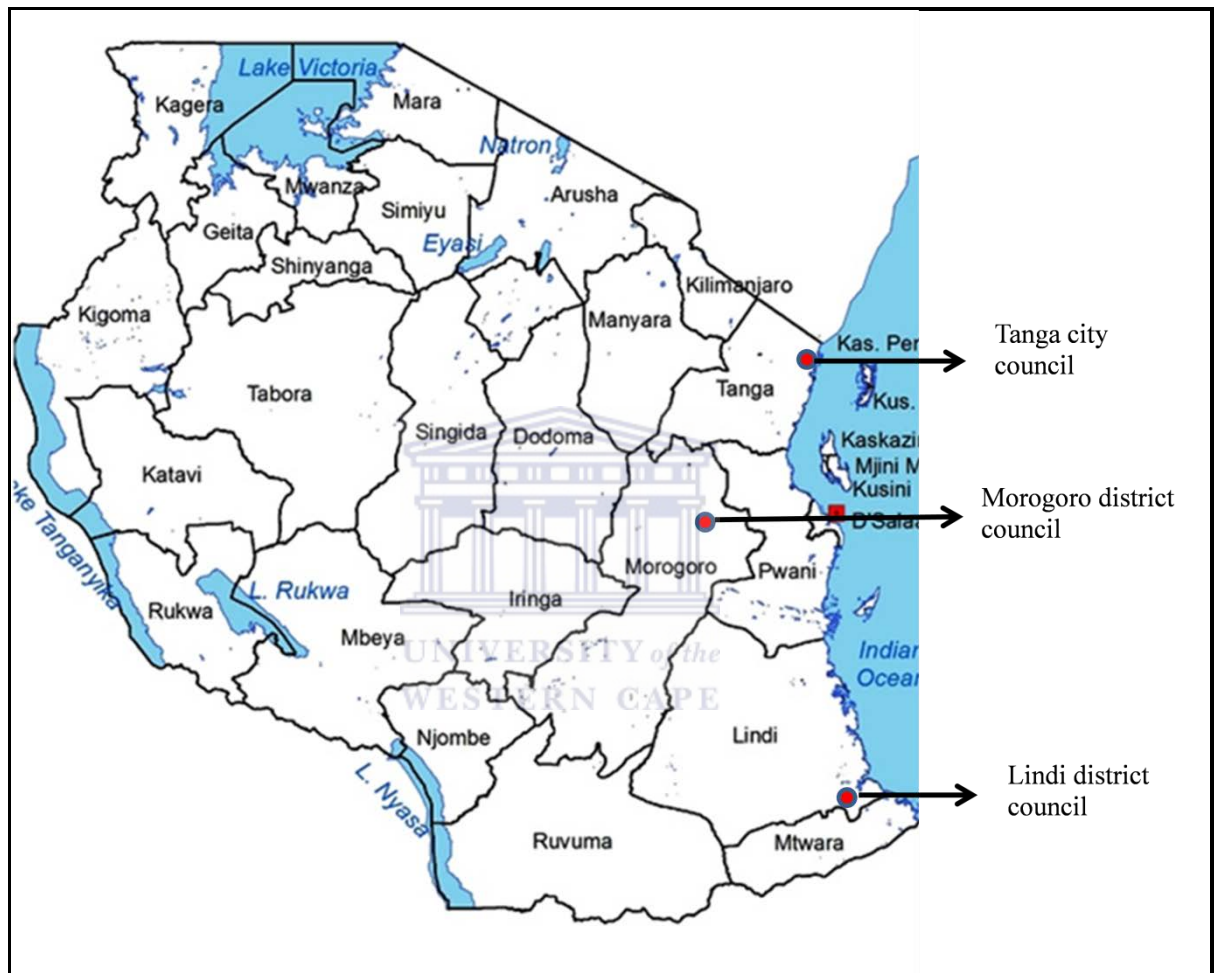 Lake Victoria
Kagera
Mara
Natron
Mwanza
Arusha
Simiyu
Geita
Eyasi
Shinyanga
Kilimanjaro
Kigoma
Manyara
Tanga city
council
Kas. Per
Tanga
Tabora
Kus.
Singida
Dodoma
Kaskazi
Mjini M
Katavi
Kusini
Morogoro district
council
D'Salaa
ke Tanganyika
Morogoro
Pwani
L. Rukwa
Iringa
Rukwa
Mbeya
UNIVERSITY of the
WESTERN CAPE
Indian
Ocean
Njombe
Lindi
L. Nyasa
Lindi district
council
Ruvuma
Mtwara